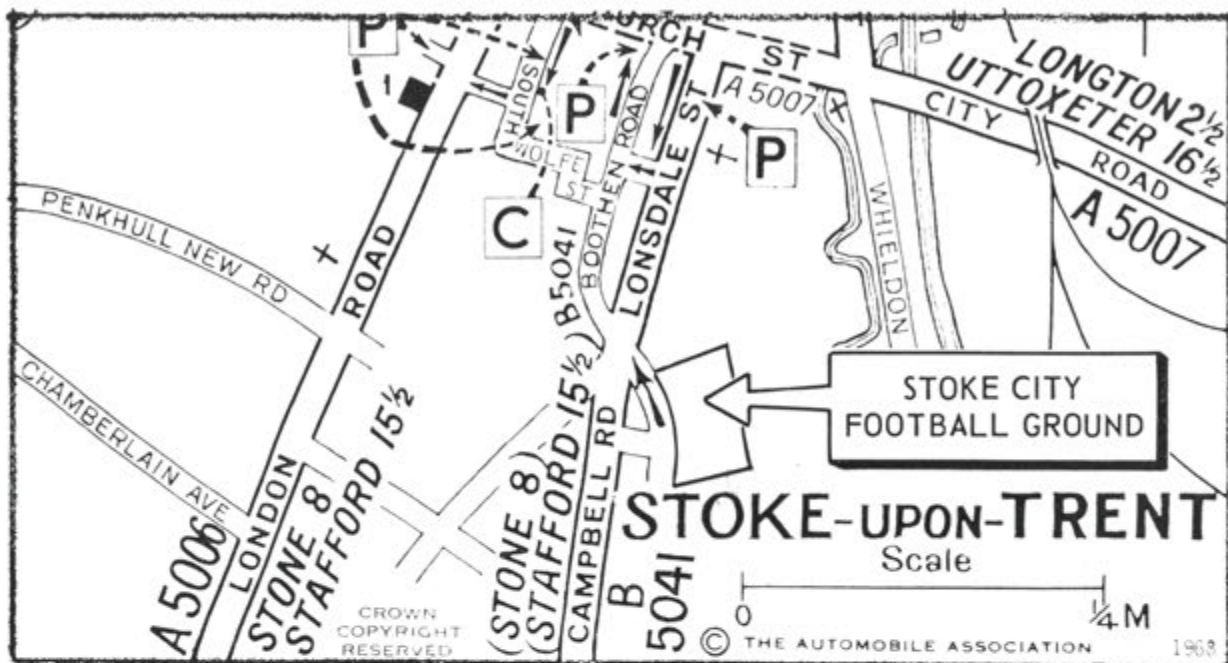 P
URCH
ST
SOUTH
1
P
BOOTHEN ROAD
A 5007
LONGTON 2½
UTTOXETER 16½
CITY
ROAD
A 5007
WOLFE
ST
P
C
LONSDALE ST
WHIELDON
PENKHULL NEW RD
ROAD
B5041
CHAMBERLAIN AVE
STOKE CITY
FOOTBALL GROUND
LONDON
A 5006
STONE 8
STAFFORD 15½
(STONE 8)
(STAFFORD 15½)
CAMPBELL RD
B
5041
STOKE-UPON-TRENT
Scale
0
¼ M
CROWN
COPYRIGHT
RESERVED
© THE AUTOMOBILE ASSOCIATION